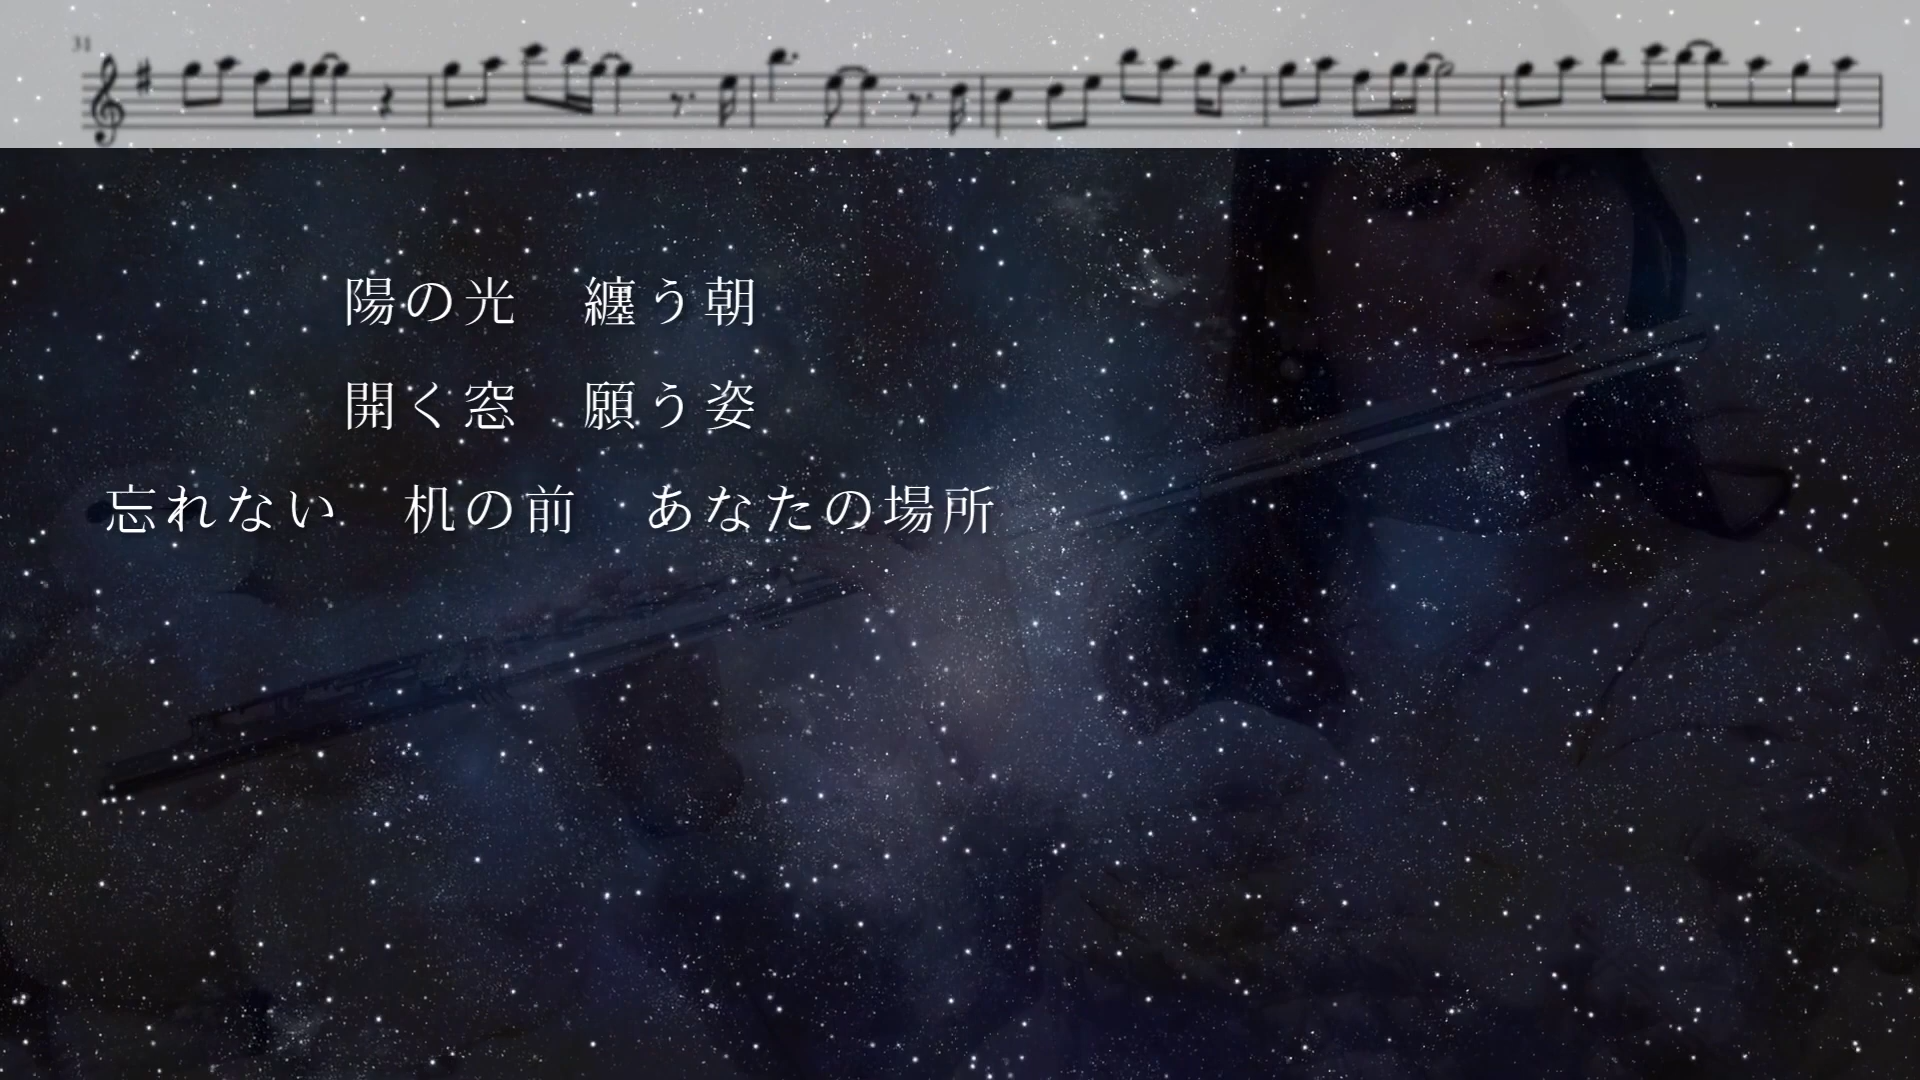 31
陽の光　纏う朝
開く窓　願う姿
忘れない　机の前　あなたの場所